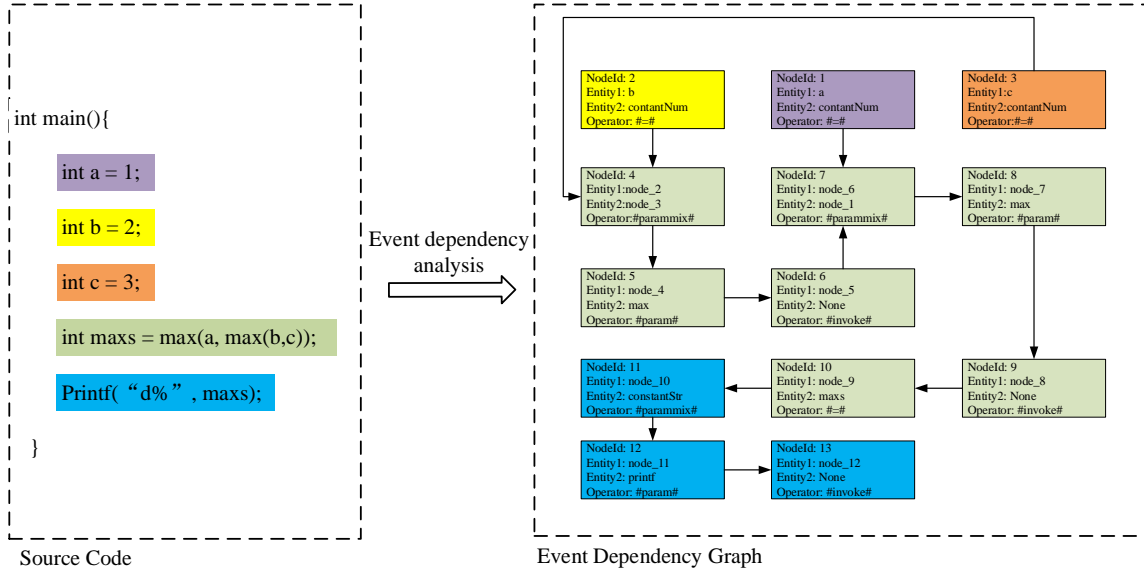 int main(){
int a = 1;
int b = 2;
int c = 3;
int maxs = max(a, max(b,c));
Printf( “d%” , maxs);
}
Source Code
Event dependency
analysis
NodeId: 2
Entity1: b
Entity2: contantNum
Operator: #=#
NodeId: 1
Entity1: a
Entity2: contantNum
Operator: #=#
NodeId: 3
Entity1:c
Entity2:contantNum
Operator:#=#
NodeId: 4
Entity1:node_2
Entity2:node_3
Operator:#parammix#
NodeId: 7
Entity1: node_6
Entity2: node_1
Operator: #parammix#
NodeId: 8
Entity1: node_7
Entity2: max
Operator: #param#
NodeId: 5
Entity1: node_4
Entity2: max
Operator: #param#
NodeId: 6
Entity1: node_5
Entity2: None
Operator: #invoke#
NodeId: 11
Entity1: node_10
Entity2: constantStr
Operator: #parammix#
NodeId: 10
Entity1: node_9
Entity2: maxs
Operator: #=#
NodeId: 9
Entity1: node_8
Entity2: None
Operator: #invoke#
NodeId: 12
Entity1: node_11
Entity2: printf
Operator: #param#
NodeId: 13
Entity1: node_12
Entity2: None
Operator: #invoke#
Event Dependency Graph